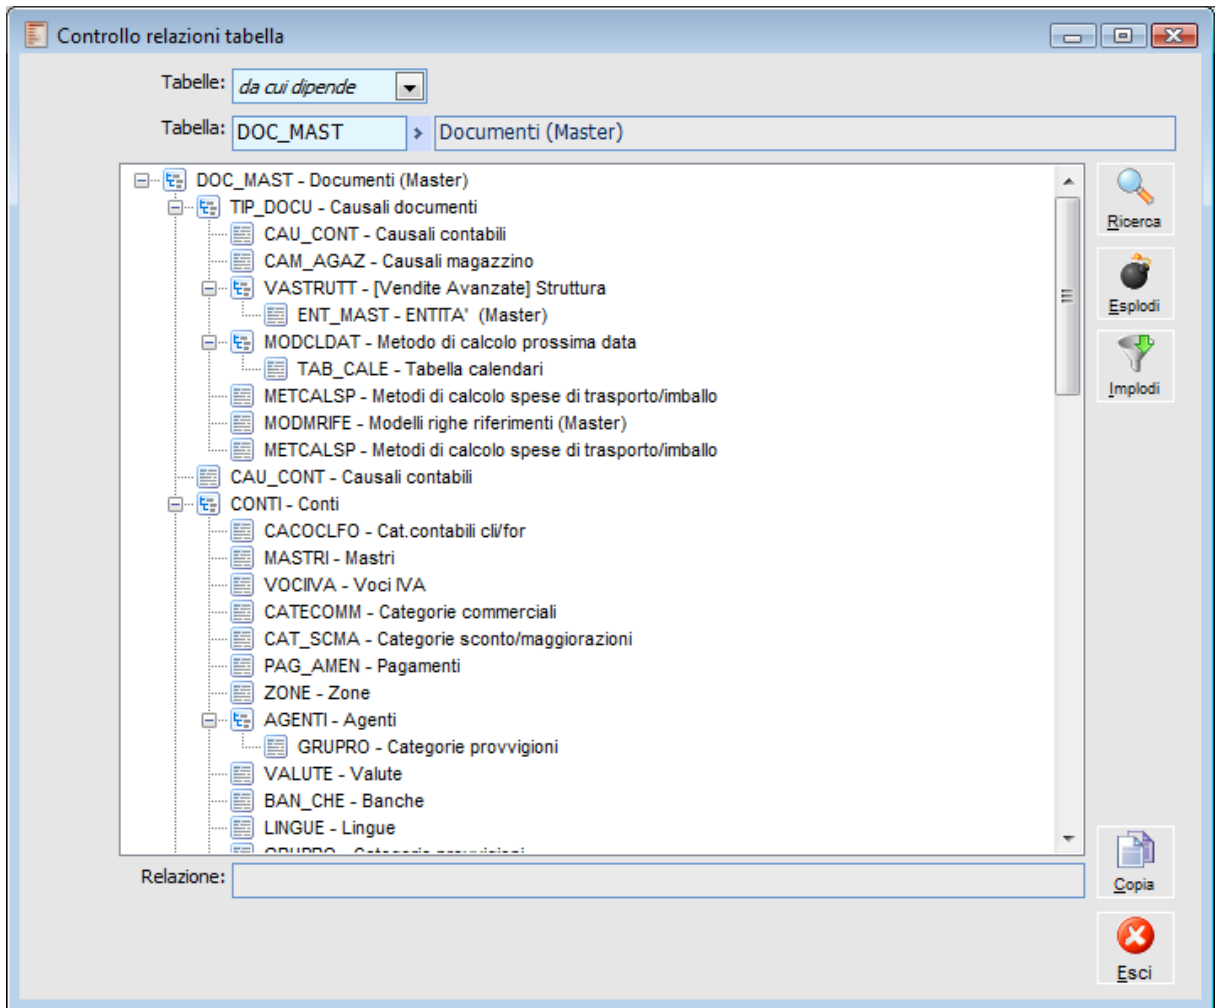 Controllo relazioni tabella
Tabelle: da cui dipende
Tabella: DOC_MAST Documenti (Master)
DOC_MAST - Documenti (Master)
TIP_DOCU - Causali documenti
CAU_CONT - Causali contabili
CAM_AGAZ - Causali magazzino
VASTRUTT - [Vendite Avanzate] Struttura
ENT_MAST - ENTITA' (Master)
MODCLDAT - Metodo di calcolo prossima data
TAB_CALE - Tabella calendari
METCALSP - Metodi di calcolo spese di trasporto/imballo
MODMRIFE - Modelli righe riferimenti (Master)
METCALSP - Metodi di calcolo spese di trasporto/imballo
CAU_CONT - Causali contabili
CONTI - Conti
CACOCLFO - Cat.contabili cli/for
MASTRI - Mastri
VOCIIVA - Voci IVA
CATECOMM - Categorie commerciali
CAT_SCMA - Categorie sconto/maggiorazioni
PAG_AMEN - Pagamenti
ZONE - Zone
AGENTI - Agenti
GRUPRO - Categorie provvigioni
VALUTE - Valute
BAN_CHE - Banche
LINGUE - Lingue
GRUPRO - Categorie provvigioni
Ricerca
Esplodi
Implodi
Copia
Relazione:
Esci